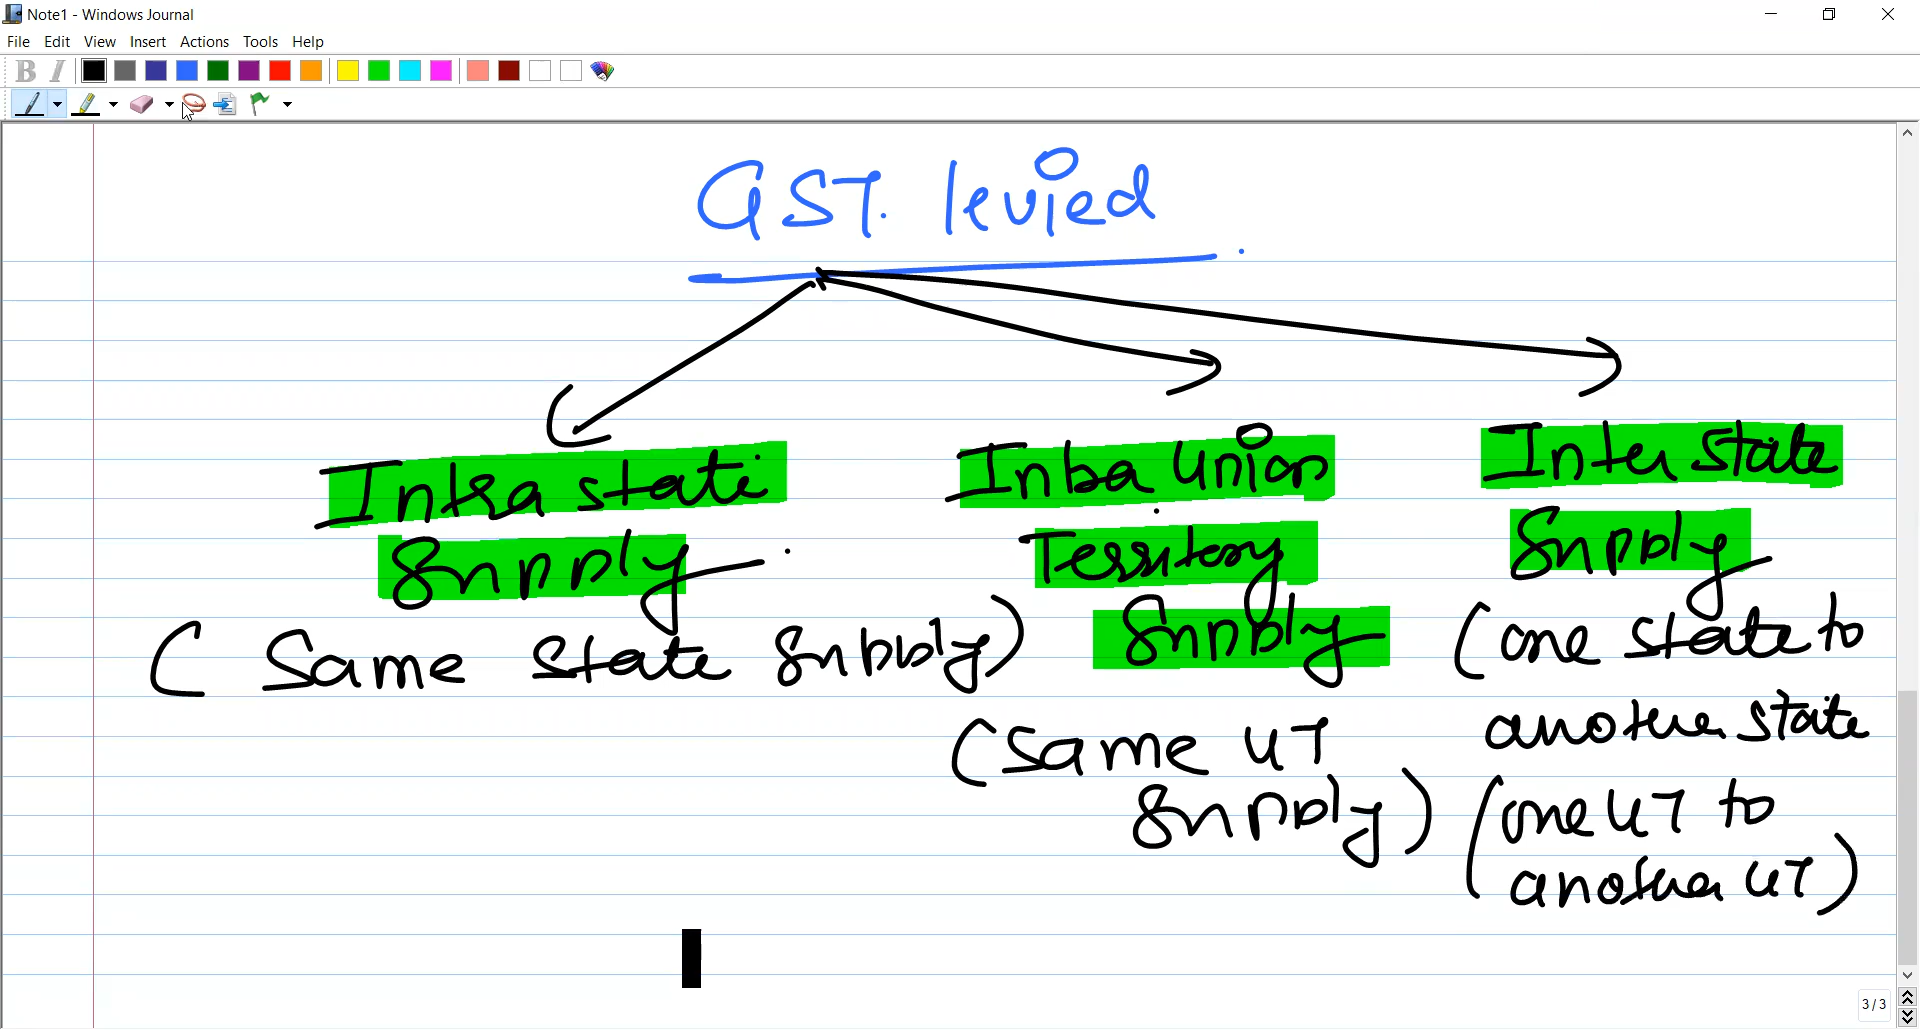 Note1 - Windows Journal
File Edit View Insert Actions Tools Help
B I
GST. levied
Intra state
Supply
(Same state supply)
Intra Union
Territory
Supply
(Same UT
Supply)
Inter state
Supply
(one state to
another state
(one UT to
another UT)
3 / 3